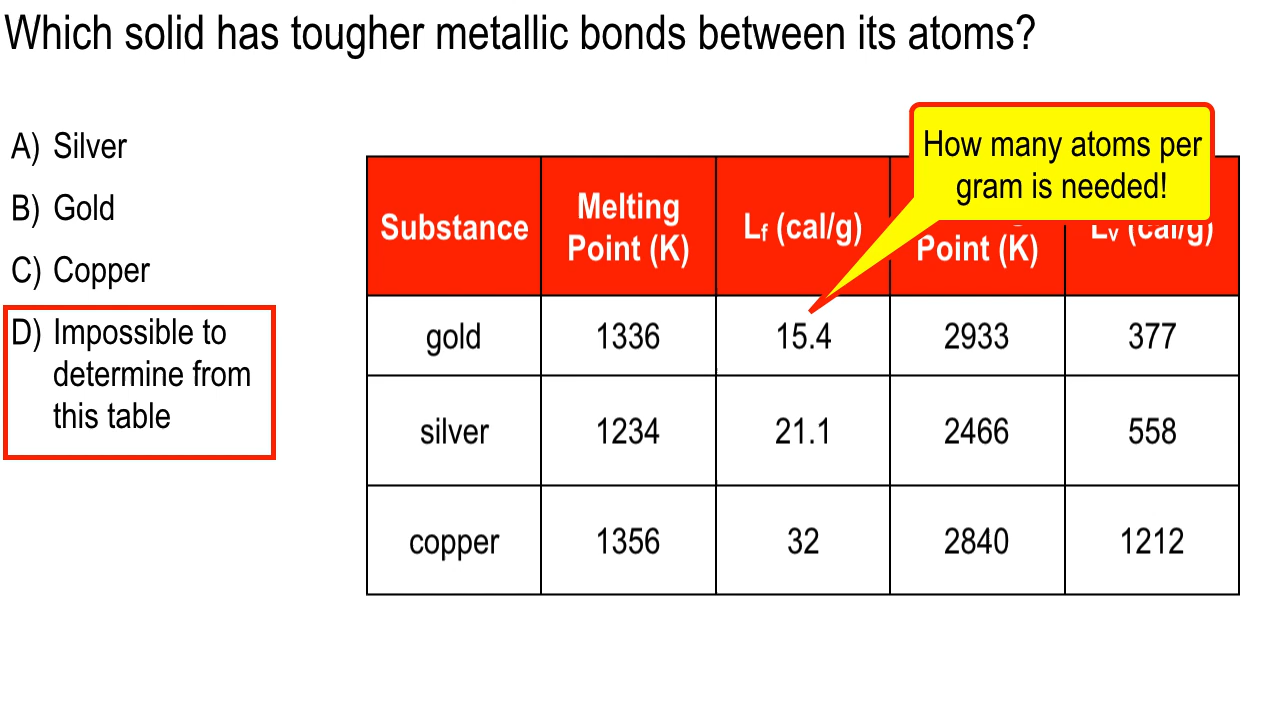 Which solid has tougher metallic bonds between its atoms?
A) Silver
B) Gold
C) Copper
D) Impossible to
determine from
this table
How many atoms per
gram is needed!
Substance
Melting
Point (K)
Lf (cal/g)
Point (K)
Lv (cal/g)
gold 1336 15.4 2933 377
silver 1234 21.1 2466 558
copper 1356 32 2840 1212